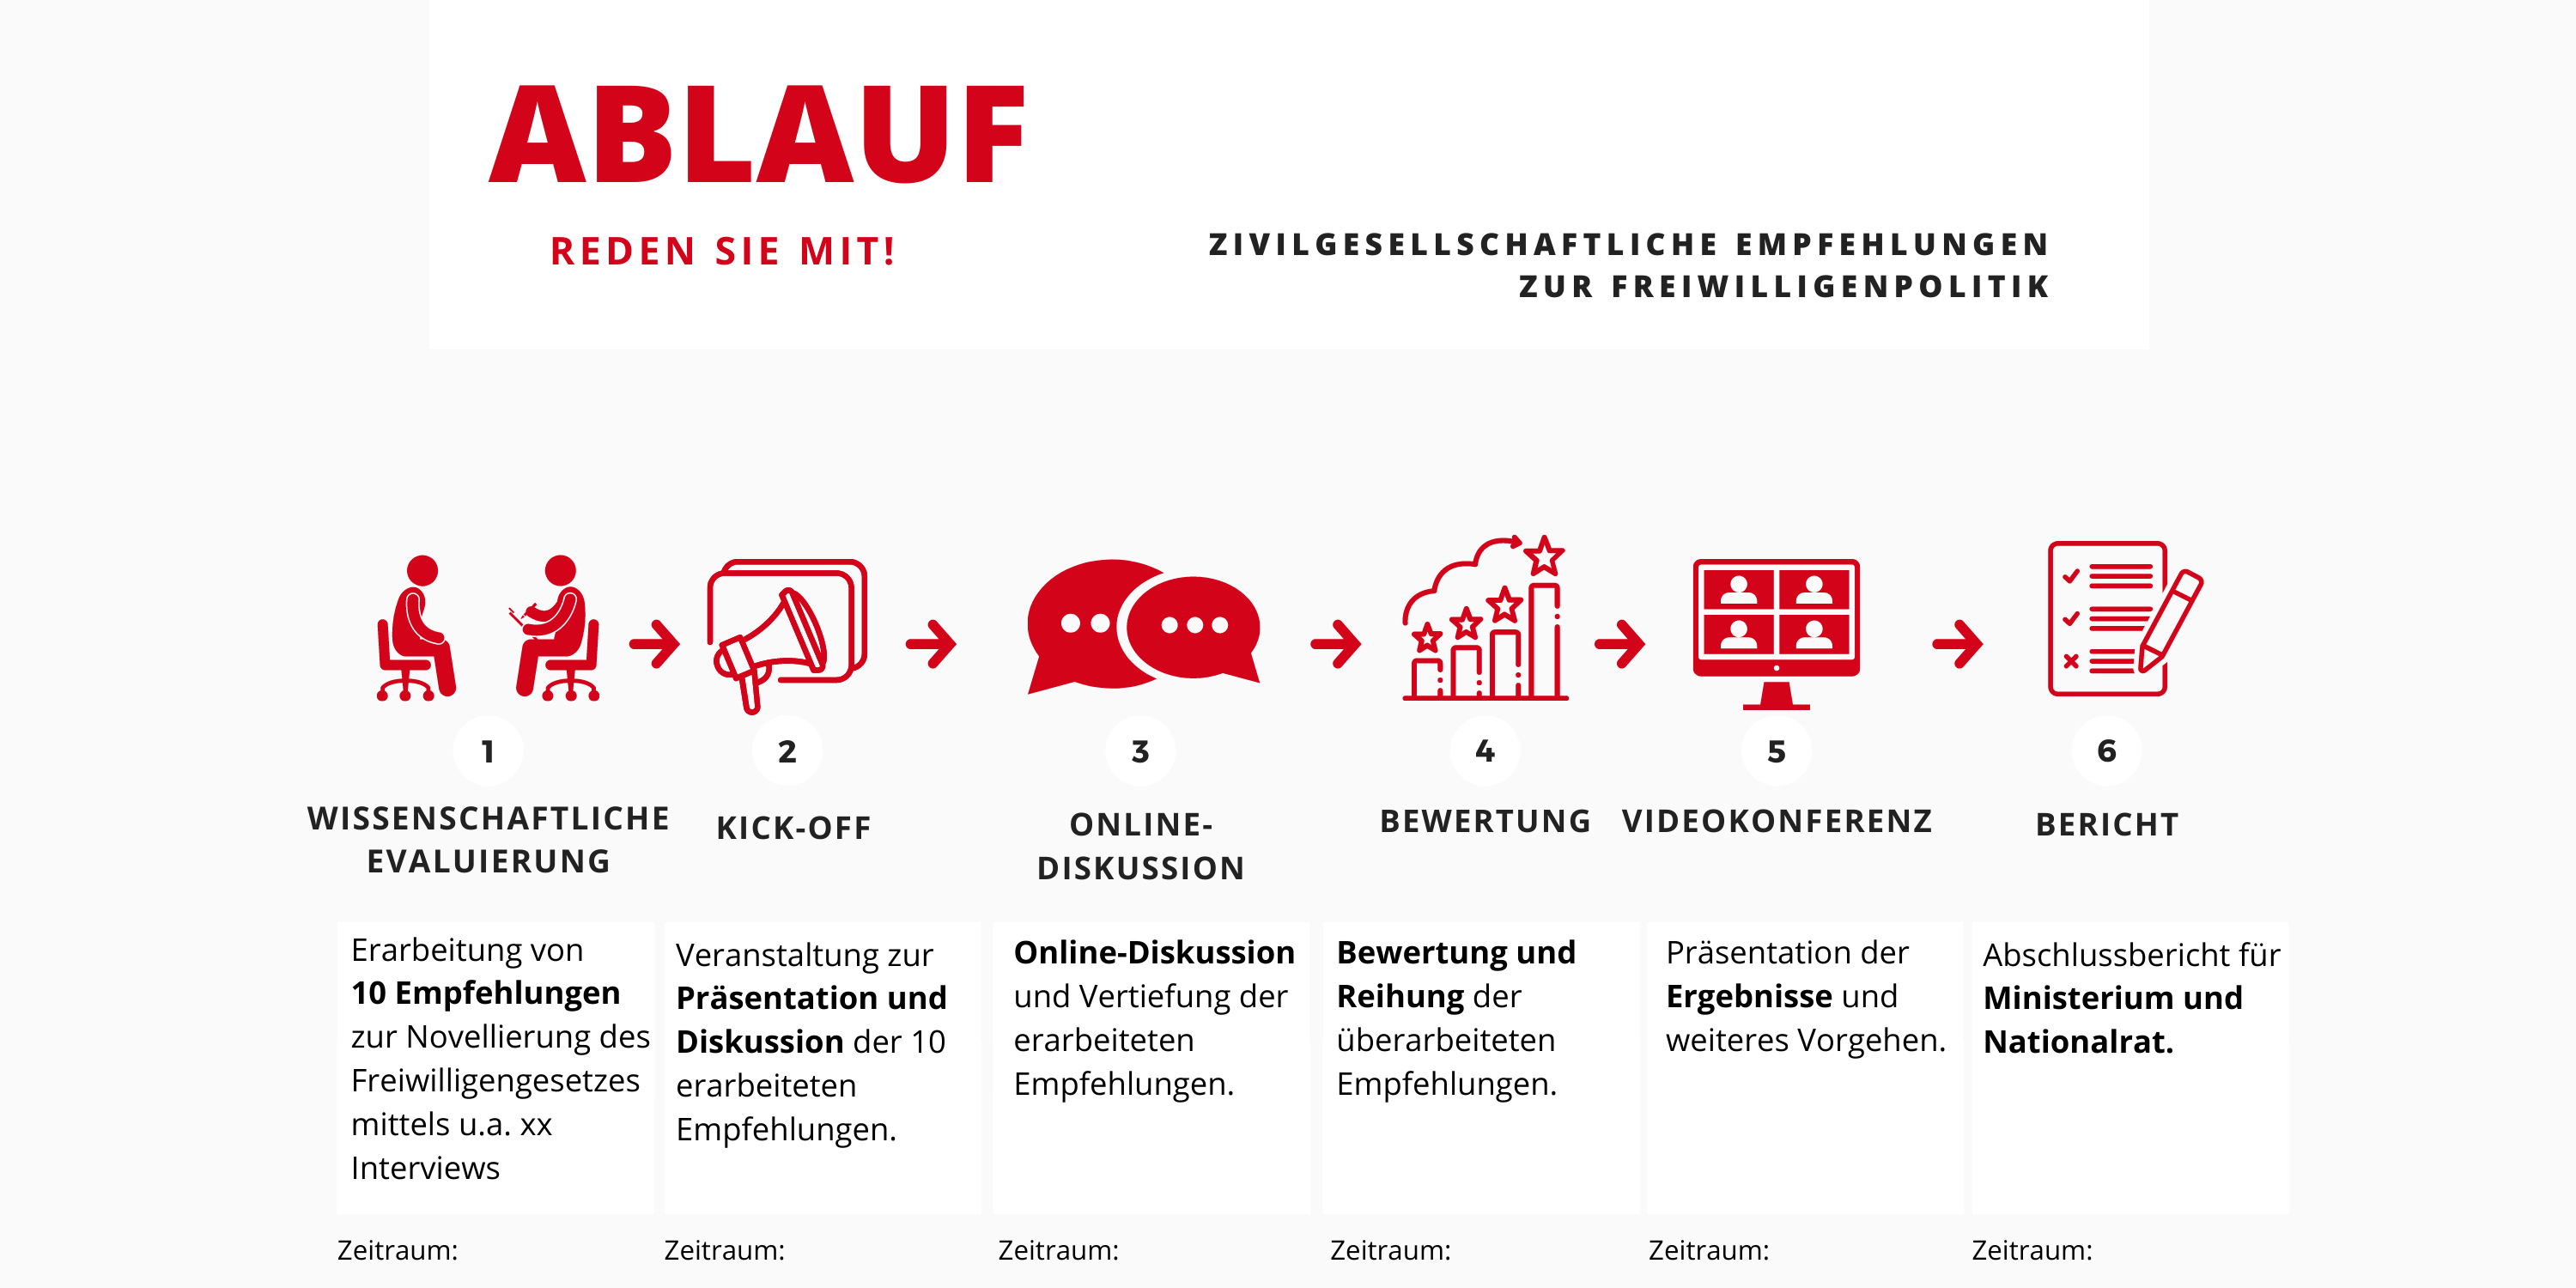 ABLAUF
REDEN SIE MIT!
ZIVILGESELLSCHAFTLICHE EMPFEHLUNGEN
ZUR FREIWILLIGENPOLITIK
1
WISSENSCHAFTLICHE
EVALUIERUNG
Erarbeitung von
10 Empfehlungen
zur Novellierung des
Freiwilligengesetzes
mittels u.a. xx
Interviews
Zeitraum:
2
KICK-OFF
Veranstaltung zur
Präsentation und
Diskussion der 10
erarbeiteten
Empfehlungen.
Zeitraum:
3
ONLINE-
DISKUSSION
Online-Diskussion
und Vertiefung der
erarbeiteten
Empfehlungen.
Zeitraum:
4
BEWERTUNG
Bewertung und
Reihung der
überarbeiteten
Empfehlungen.
Zeitraum:
5
VIDEOKONFERENZ
Präsentation der
Ergebnisse und
weiteres Vorgehen.
Zeitraum:
6
BERICHT
Abschlussbericht für
Ministerium und
Nationalrat.
Zeitraum: